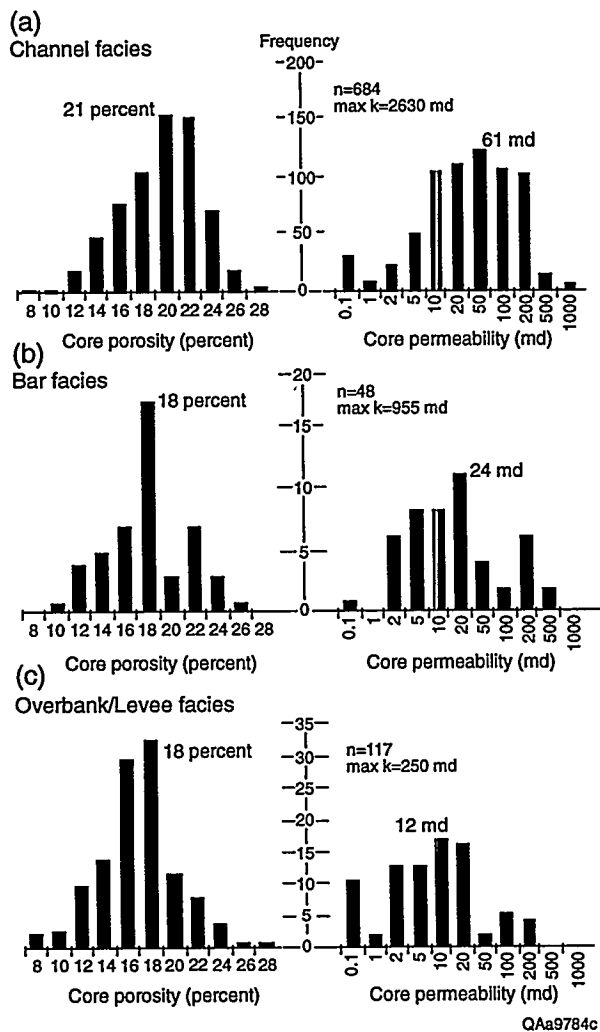 (a)
Channel facies
Frequency
200
n=684
max k=2630 md
21 percent
150
61 md
100
50
0
8 10 12 14 16 18 20 22 24 26 28
0.1 1 2 5 10 20 50 100 200 500 1000
Core porosity (percent)
Core permeability (md)
(b)
Bar facies
20
n=48
max k=955 md
18 percent
15
10
24 md
5
0
8 10 12 14 16 18 20 22 24 26 28
0.1 1 2 5 10 20 50 100 200 500 1000
Core porosity (percent)
Core permeability (md)
(c)
Overbank/Levee facies
35
18 percent
n=117
max k=250 md
30
25
20
12 md
15
10
5
0
8 10 12 14 16 18 20 22 24 26 28
0.1 1 2 5 10 20 50 100 200 500 1000
Core porosity (percent)
Core permeability (md)
QAa9784c